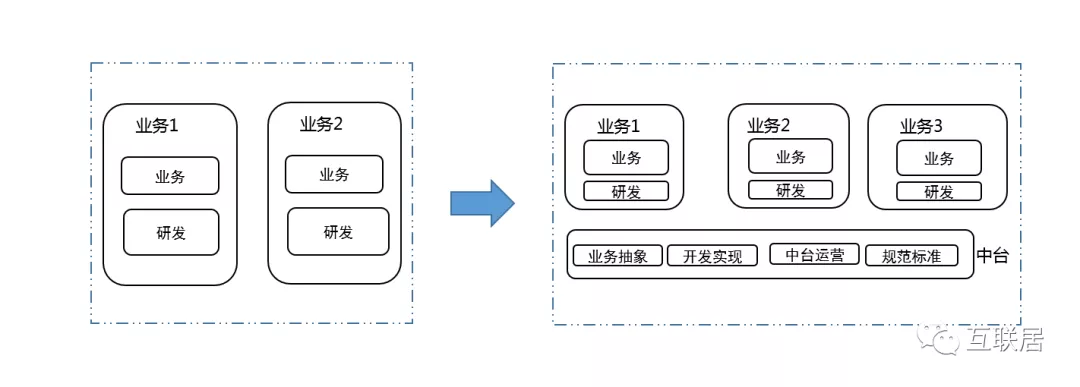 业务1
业务
研发
业务2
业务
研发
业务1
业务
研发
业务2
业务
研发
业务3
业务
研发
业务抽象
开发实现
中台运营
规范标准
中台
互联居